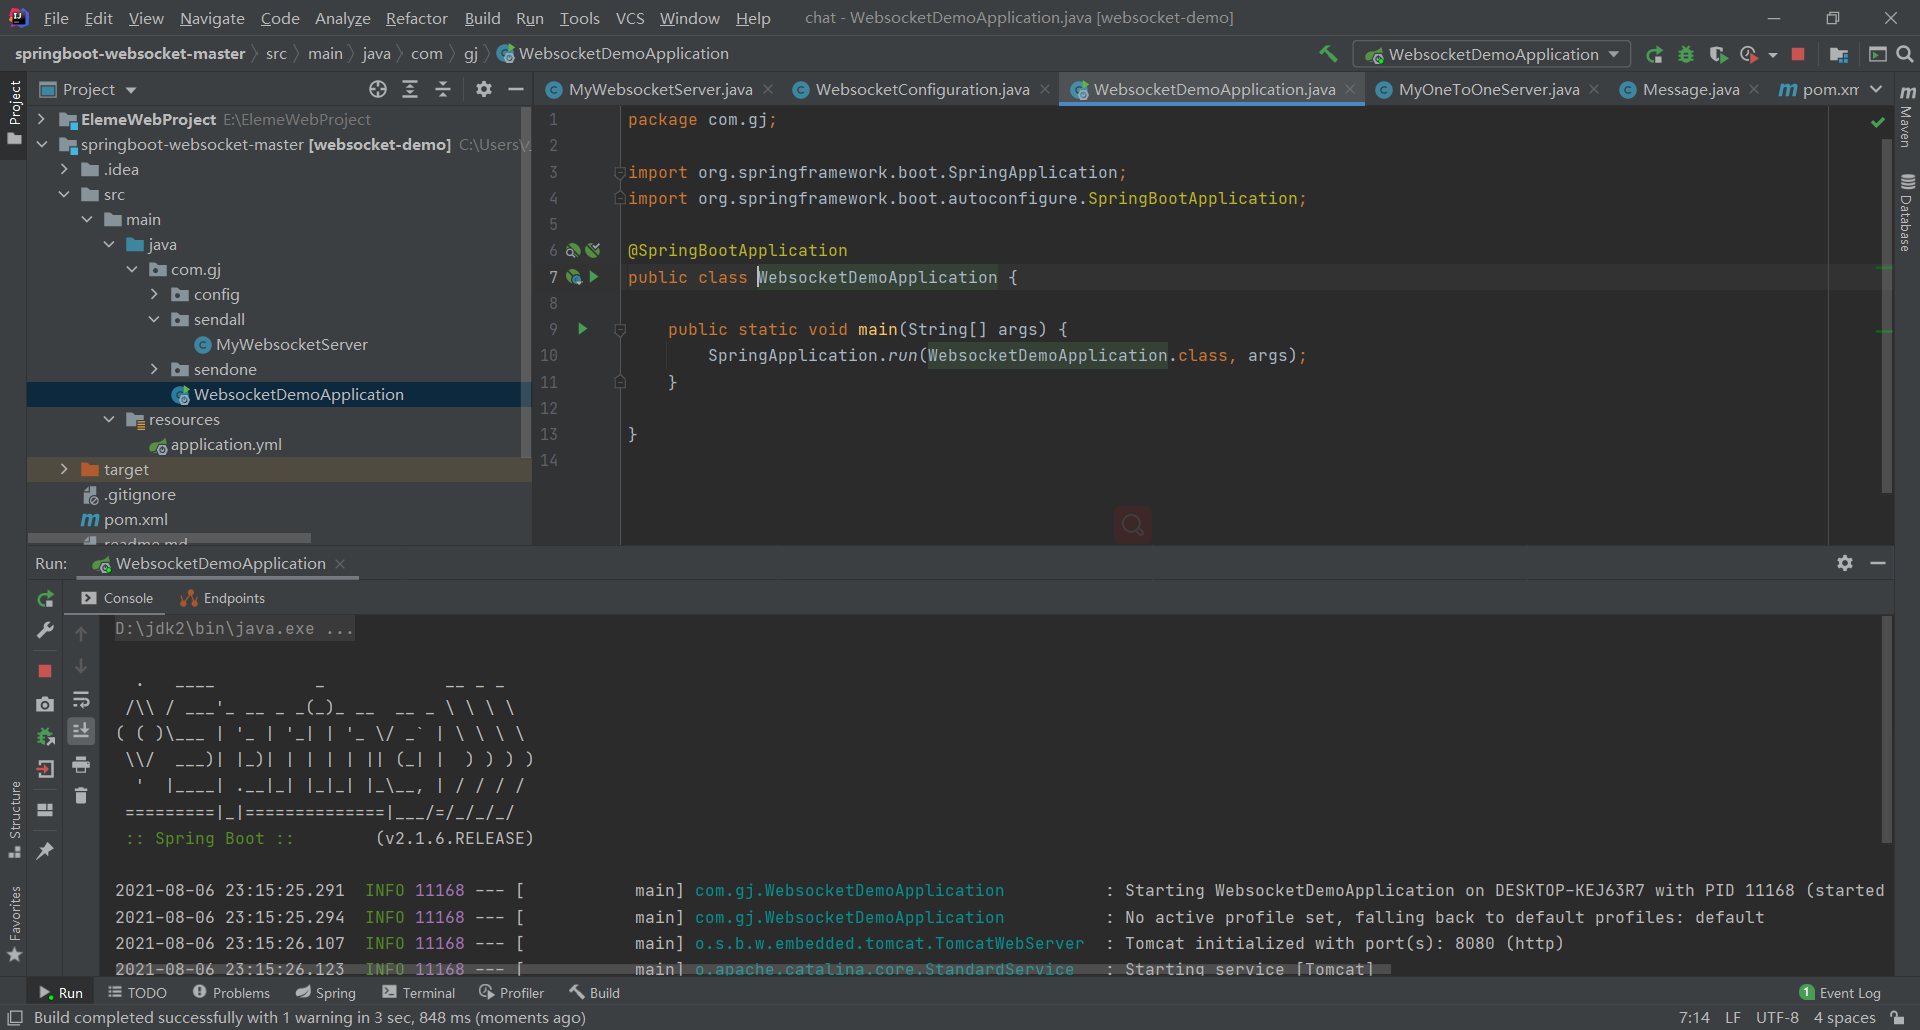 File Edit View Navigate Code Analyze Refactor Build Run Tools VCS Window Help chat - WebsocketDemoApplication.java [websocket-demo]
springboot-websocket-master src main java com gj WebsocketDemoApplication
WebsocketDemoApplication
Project
MyWebsocketServer.java WebsocketConfiguration.java WebsocketDemoApplication.java MyOneToOneServer.java Message.java pom.xm
Project
ElemeWebProject E:\ElemeWebProject
springboot-websocket-master [websocket-demo] C:\Users\
.idea
src
main
java
com.gj
config
sendall
MyWebsocketServer
sendone
WebsocketDemoApplication
resources
application.yml
target
.gitignore
pom.xml
readme.md
1 package com.gj;
2
3 import org.springframework.boot.SpringApplication;
4 import org.springframework.boot.autoconfigure.SpringBootApplication;
5
6 @SpringBootApplication
7 public class WebsocketDemoApplication {
8
9 public static void main(String[] args) {
10 SpringApplication.run(WebsocketDemoApplication.class, args);
11 }
12
13 }
14
Maven
Database
Run: WebsocketDemoApplication
Console Endpoints
D:\jdk2\bin\java.exe ...
  .   ____          _            __ _ _
 /\\ / ___'_ __ _ _(_)_ __  __ _ \ \ \ \
( ( )\___ | '_ | '_| | '_ \/ _` | \ \ \ \
 \\/  ___)| |_)| | | | | || (_| |  ) ) ) )
  '  |____| .__|_| |_|_| |_\__, | / / / /
 =========|_|==============|___/=/_/_/_/
 :: Spring Boot ::        (v2.1.6.RELEASE)
2021-08-06 23:15:25.291 INFO 11168 --- [ main] com.gj.WebsocketDemoApplication : Starting WebsocketDemoApplication on DESKTOP-KEJ63R7 with PID 11168 (started
2021-08-06 23:15:25.294 INFO 11168 --- [ main] com.gj.WebsocketDemoApplication : No active profile set, falling back to default profiles: default
2021-08-06 23:15:26.107 INFO 11168 --- [ main] o.s.b.w.embedded.tomcat.TomcatWebServer : Tomcat initialized with port(s): 8080 (http)
2021-08-06 23:15:26.123 INFO 11168 --- [ main] o.apache.catalina.core.StandardService : Starting service [Tomcat]
Structure
Favorites
Run TODO Problems Spring Terminal Profiler Build 1 Event Log
Build completed successfully with 1 warning in 3 sec, 848 ms (moments ago) 7:14 LF UTF-8 4 spaces